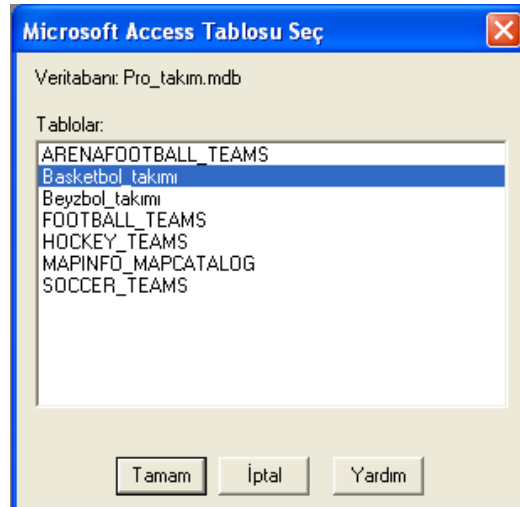 Microsoft Access Tablosu Seç
Veritabanı: Pro_takım.mdb
Tablolar:
ARENAFOOTBALL_TEAMS
Basketbol_takımı
Beyzbol_takımı
FOOTBALL_TEAMS
HOCKEY_TEAMS
MAPINFO_MAPCATALOG
SOCCER_TEAMS
Tamam İptal Yardım